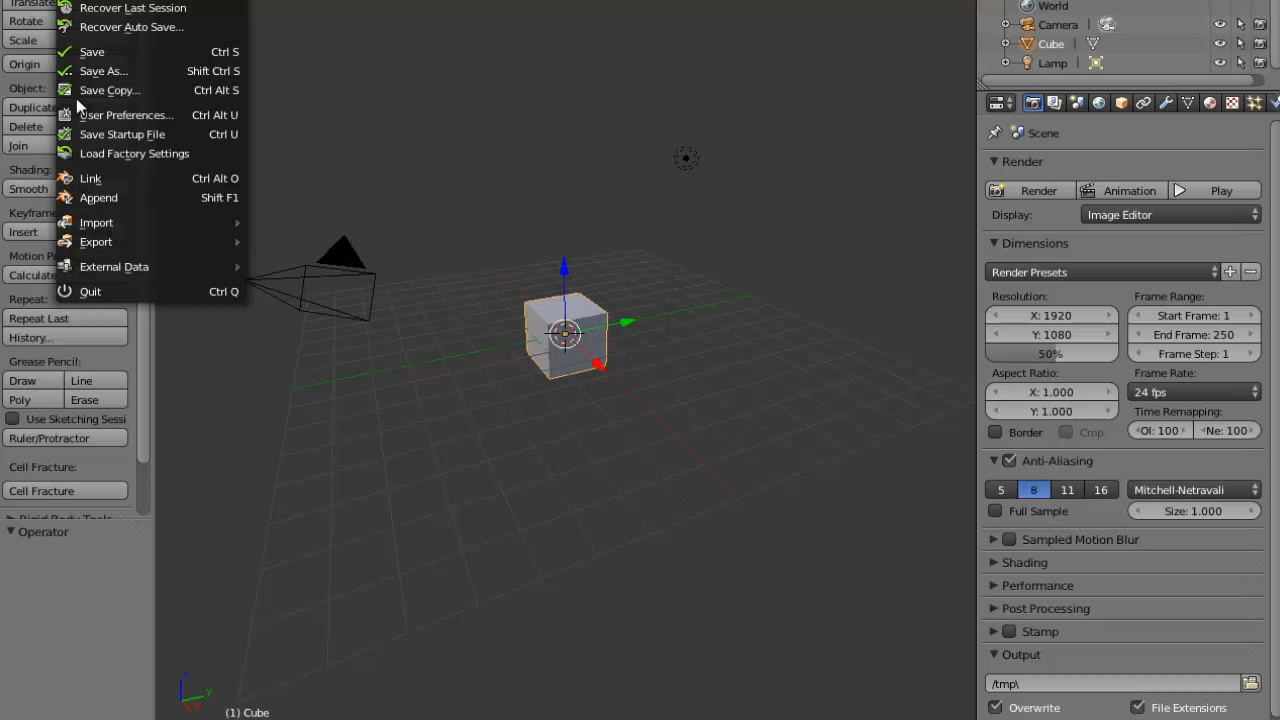 Translate
Rotate
Scale
Origin
Object:
Duplicate
Delete
Join
Shading:
Smooth
Keyframe
Insert
Motion Pa
Calculate
Repeat:
Repeat Last
History...
Grease Pencil:
Draw
Line
Poly
Erase
Use Sketching Sessi
Ruler/Protractor
Cell Fracture:
Cell Fracture
Rigid Body Tools
Operator
Recover Last Session
Recover Auto Save...
Save Ctrl S
Save As... Shift Ctrl S
Save Copy... Ctrl Alt S
User Preferences... Ctrl Alt U
Save Startup File Ctrl U
Load Factory Settings
Link Ctrl Alt O
Append Shift F1
Import
Export
External Data
Quit Ctrl Q
z
y
x
(1) Cube
World
Camera
Cube
Lamp
Scene
Render
Render
Animation
Play
Display:
Image Editor
Dimensions
Render Presets
Resolution:
X: 1920
Y: 1080
50%
Frame Range:
Start Frame: 1
End Frame: 250
Frame Step: 1
Aspect Ratio:
X: 1.000
Y: 1.000
Frame Rate:
24 fps
Time Remapping:
Border
Crop
Ol: 100
Ne: 100
Anti-Aliasing
5 8 11 16
Mitchell-Netravali
Full Sample
Size: 1.000
Sampled Motion Blur
Shading
Performance
Post Processing
Stamp
Output
/tmp\
Overwrite
File Extensions